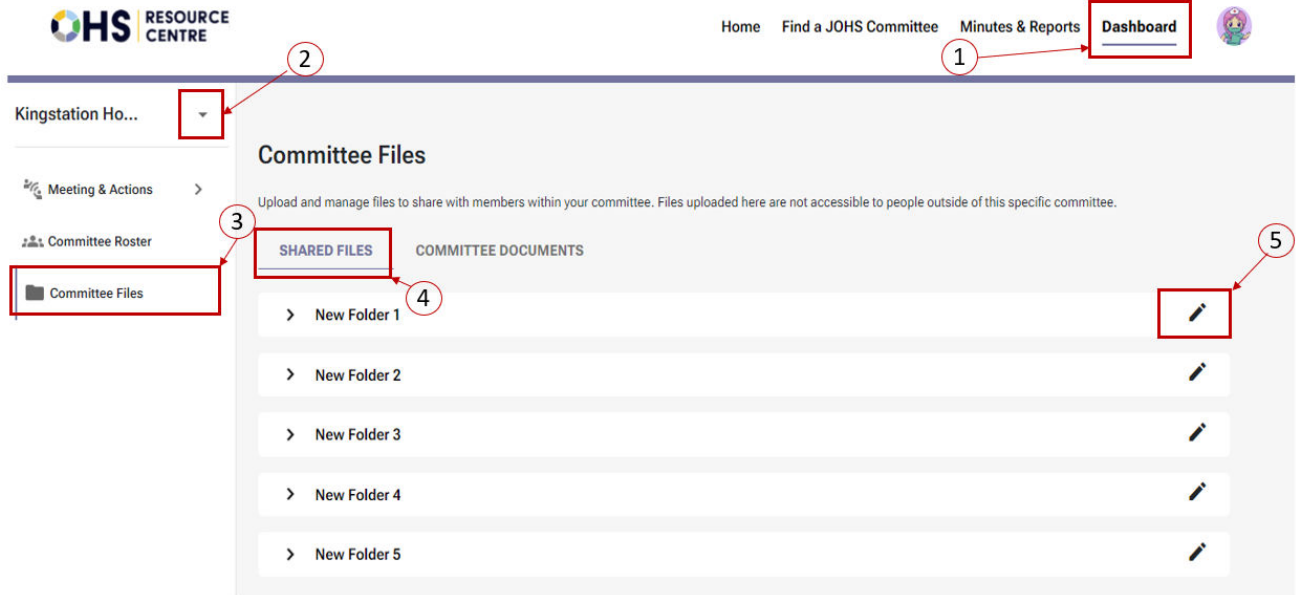 OHS RESOURCE CENTRE
Home Find a JOHS Committee Minutes & Reports Dashboard
1
2
Kingstation Ho...
Committee Files
Meeting & Actions
Upload and manage files to share with members within your committee. Files uploaded here are not accessible to people outside of this specific committee.
3
Committee Roster
SHARED FILES COMMITTEE DOCUMENTS
5
Committee Files
4
New Folder 1
New Folder 2
New Folder 3
New Folder 4
New Folder 5